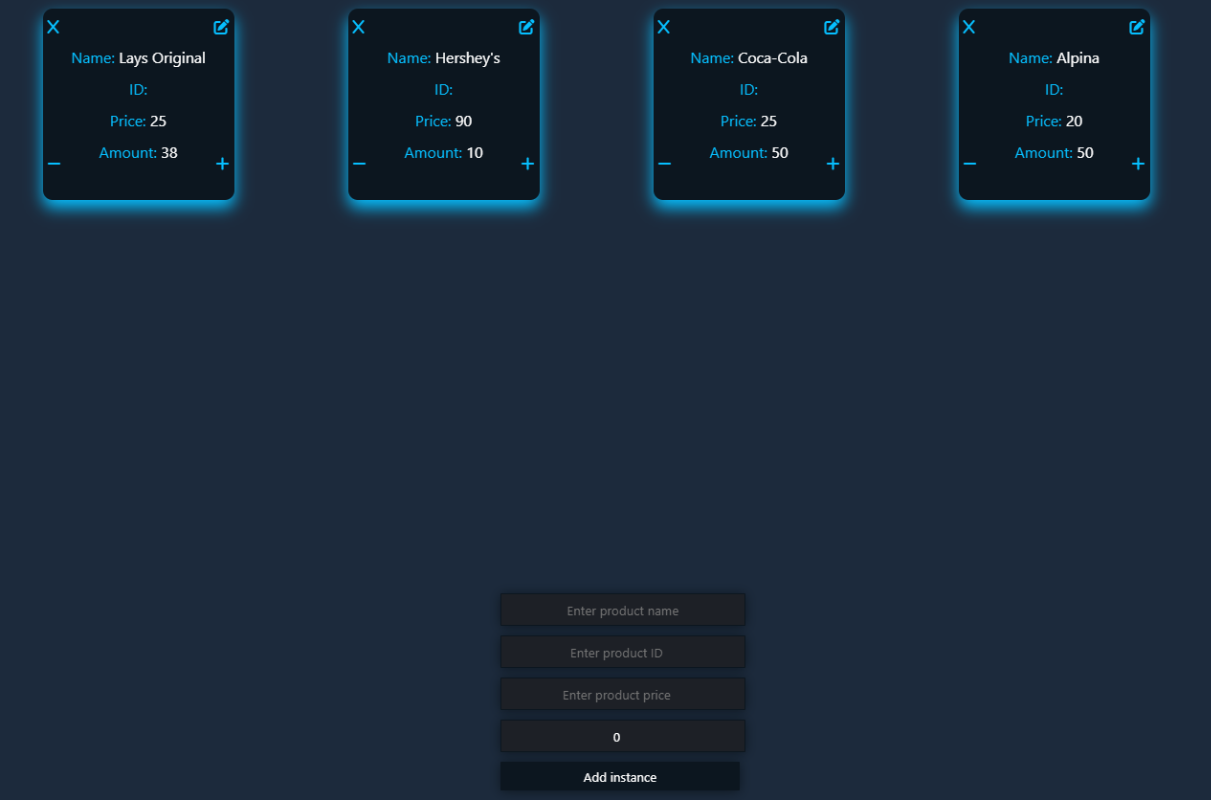 X
X
X
X
Name: Lays Original
ID:
Price: 25
Amount: 38
− +
Name: Hershey's
ID:
Price: 90
Amount: 10
− +
Name: Coca-Cola
ID:
Price: 25
Amount: 50
− +
Name: Alpina
ID:
Price: 20
Amount: 50
− +
Enter product name
Enter product ID
Enter product price
0
Add instance